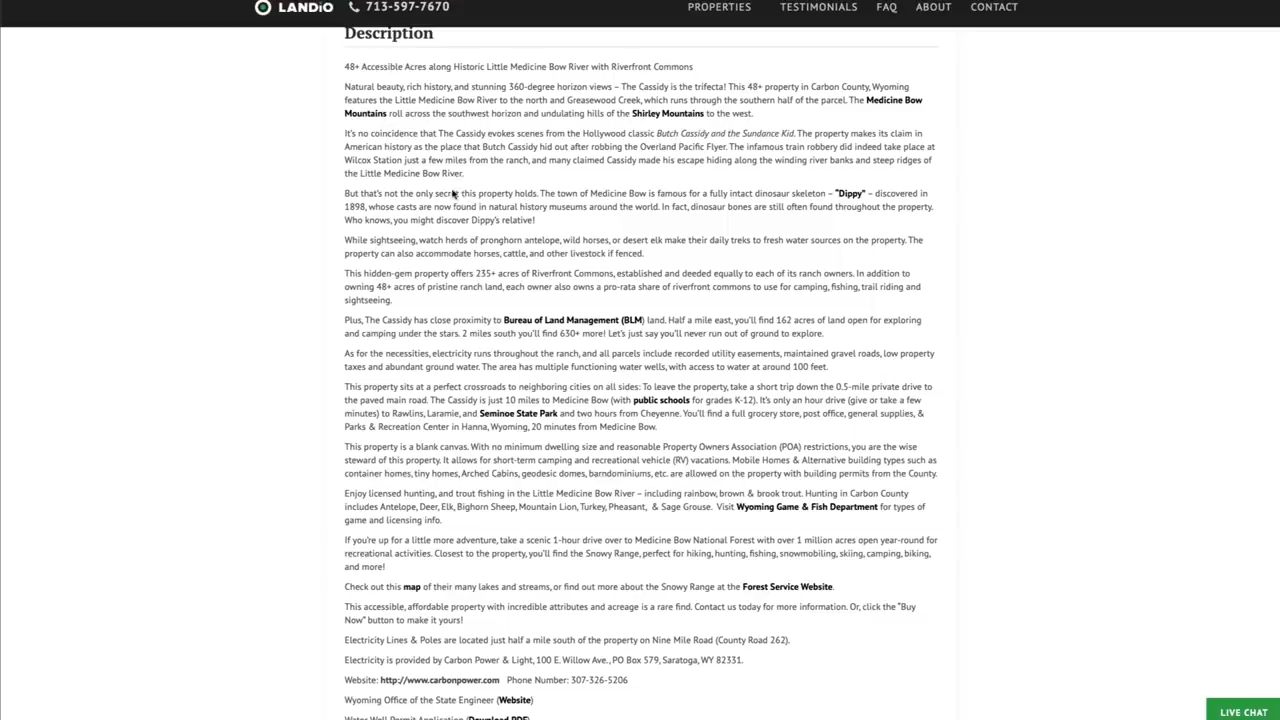 LANDiO 713-597-7670 PROPERTIES TESTIMONIALS FAQ ABOUT CONTACT
Description
48+ Accessible Acres along Historic Little Medicine Bow River with Riverfront Commons
Natural beauty, rich history, and stunning 360-degree horizon views – The Cassidy is the trifecta! This 48+ property in Carbon County, Wyoming
features the Little Medicine Bow River to the north and Greasewood Creek, which runs through the southern half of the parcel. The Medicine Bow
Mountains roll across the southwest horizon and undulating hills of the Shirley Mountains to the west.
It's no coincidence that The Cassidy evokes scenes from the Hollywood classic Butch Cassidy and the Sundance Kid. The property makes its claim in
American history as the place that Butch Cassidy hid out after robbing the Overland Pacific Flyer. The infamous train robbery did indeed take place at
Wilcox Station just a few miles from the ranch, and many claimed Cassidy made his escape hiding along the winding river banks and steep ridges of
the Little Medicine Bow River.
But that's not the only secret this property holds. The town of Medicine Bow is famous for a fully intact dinosaur skeleton – "Dippy" – discovered in
1898, whose casts are now found in natural history museums around the world. In fact, dinosaur bones are still often found throughout the property.
Who knows, you might discover Dippy's relative!
While sightseeing, watch herds of pronghorn antelope, wild horses, or desert elk make their daily treks to fresh water sources on the property. The
property can also accommodate horses, cattle, and other livestock if fenced.
This hidden-gem property offers 235+ acres of Riverfront Commons, established and deeded equally to each of its ranch owners. In addition to
owning 48+ acres of pristine ranch land, each owner also owns a pro-rata share of riverfront commons to use for camping, fishing, trail riding and
sightseeing.
Plus, The Cassidy has close proximity to Bureau of Land Management (BLM) land. Half a mile east, you'll find 162 acres of land open for exploring
and camping under the stars. 2 miles south you'll find 630+ more! Let's just say you'll never run out of ground to explore.
As for the necessities, electricity runs throughout the ranch, and all parcels include recorded utility easements, maintained gravel roads, low property
taxes and abundant ground water. The area has multiple functioning water wells, with access to water at around 100 feet.
This property sits at a perfect crossroads to neighboring cities on all sides: To leave the property, take a short trip down the 0.5-mile private drive to
the paved main road. The Cassidy is just 10 miles to Medicine Bow (with public schools for grades K-12). It's only an hour drive (give or take a few
minutes) to Rawlins, Laramie, and Seminoe State Park and two hours from Cheyenne. You'll find a full grocery store, post office, general supplies, &
Parks & Recreation Center in Hanna, Wyoming, 20 minutes from Medicine Bow.
This property is a blank canvas. With no minimum dwelling size and reasonable Property Owners Association (POA) restrictions, you are the wise
steward of this property. It allows for short-term camping and recreational vehicle (RV) vacations. Mobile Homes & Alternative building types such as
container homes, tiny homes, Arched Cabins, geodesic domes, barndominiums, etc. are allowed on the property with building permits from the County.
Enjoy licensed hunting, and trout fishing in the Little Medicine Bow River – including rainbow, brown & brook trout. Hunting in Carbon County
includes Antelope, Deer, Elk, Bighorn Sheep, Mountain Lion, Turkey, Pheasant, & Sage Grouse. Visit Wyoming Game & Fish Department for types of
game and licensing info.
If you're up for a little more adventure, take a scenic 1-hour drive over to Medicine Bow National Forest with over 1 million acres open year-round for
recreational activities. Closest to the property, you'll find the Snowy Range, perfect for hiking, hunting, fishing, snowmobiling, skiing, camping, biking,
and more!
Check out this map of their many lakes and streams, or find out more about the Snowy Range at the Forest Service Website.
This accessible, affordable property with incredible attributes and acreage is a rare find. Contact us today for more information. Or, click the "Buy
Now" button to make it yours!
Electricity Lines & Poles are located just half a mile south of the property on Nine Mile Road (County Road 262).
Electricity is provided by Carbon Power & Light, 100 E. Willow Ave., PO Box 579, Saratoga, WY 82331.
Website: http://www.carbonpower.com Phone Number: 307-326-5206
Wyoming Office of the State Engineer (Website)
Water Well Permit Application (Download PDF)
LIVE CHAT